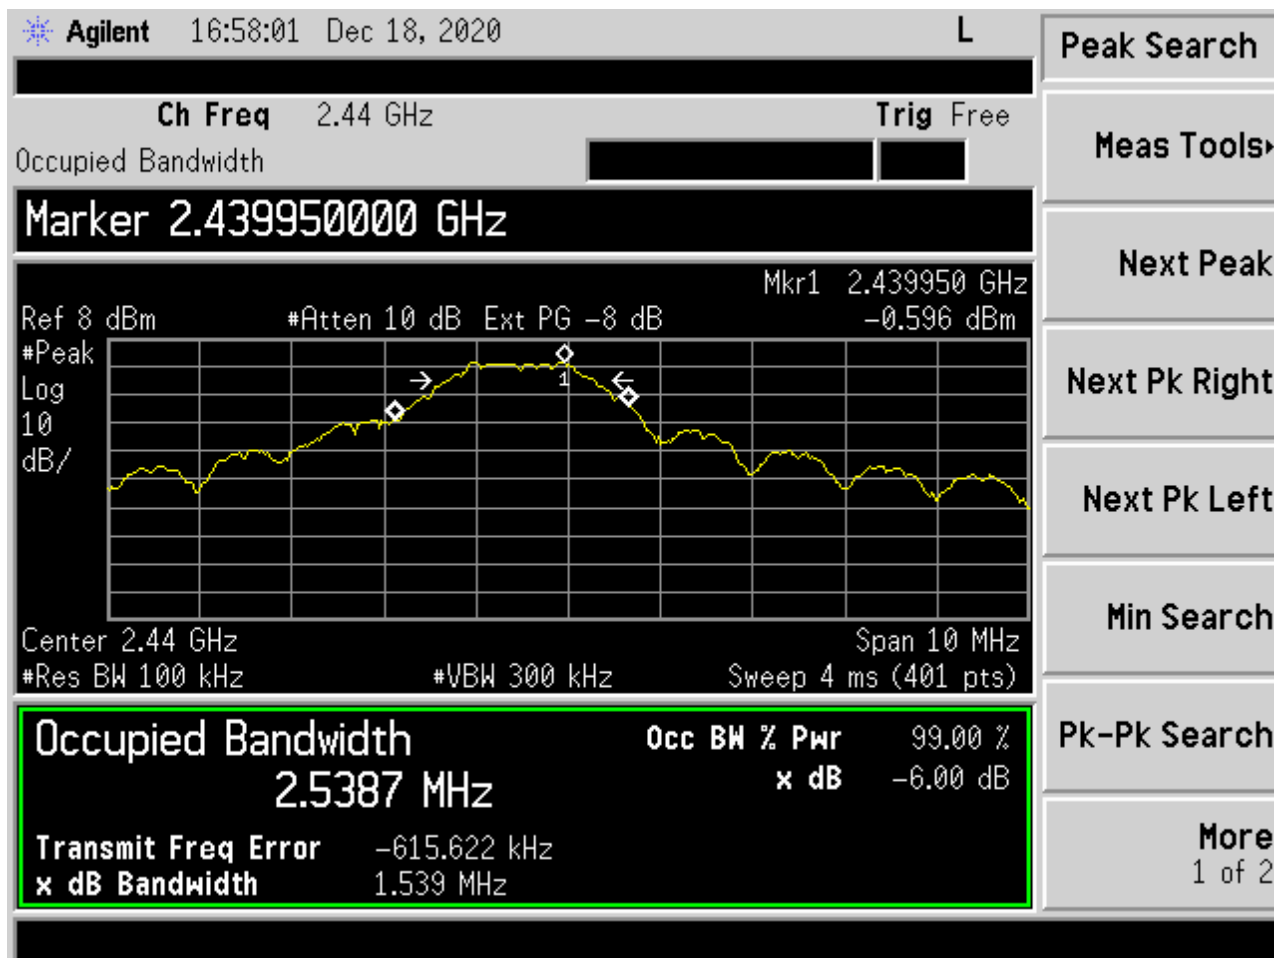 Agilent 16:58:01 Dec 18, 2020 L
Peak Search
Ch Freq 2.44 GHz Trig Free
Occupied Bandwidth
Meas Tools
Marker 2.439950000 GHz
Next Peak
Mkr1 2.439950 GHz
Ref 8 dBm #Atten 10 dB Ext PG -8 dB -0.596 dBm
#Peak
Log
10
dB/
1
Next Pk Right
Next Pk Left
Center 2.44 GHz Span 10 MHz
#Res BW 100 kHz #VBW 300 kHz Sweep 4 ms (401 pts)
Min Search
Occupied Bandwidth Occ BW % Pwr 99.00 %
2.5387 MHz x dB -6.00 dB
Pk-Pk Search
Transmit Freq Error -615.622 kHz
x dB Bandwidth 1.539 MHz
More
1 of 2